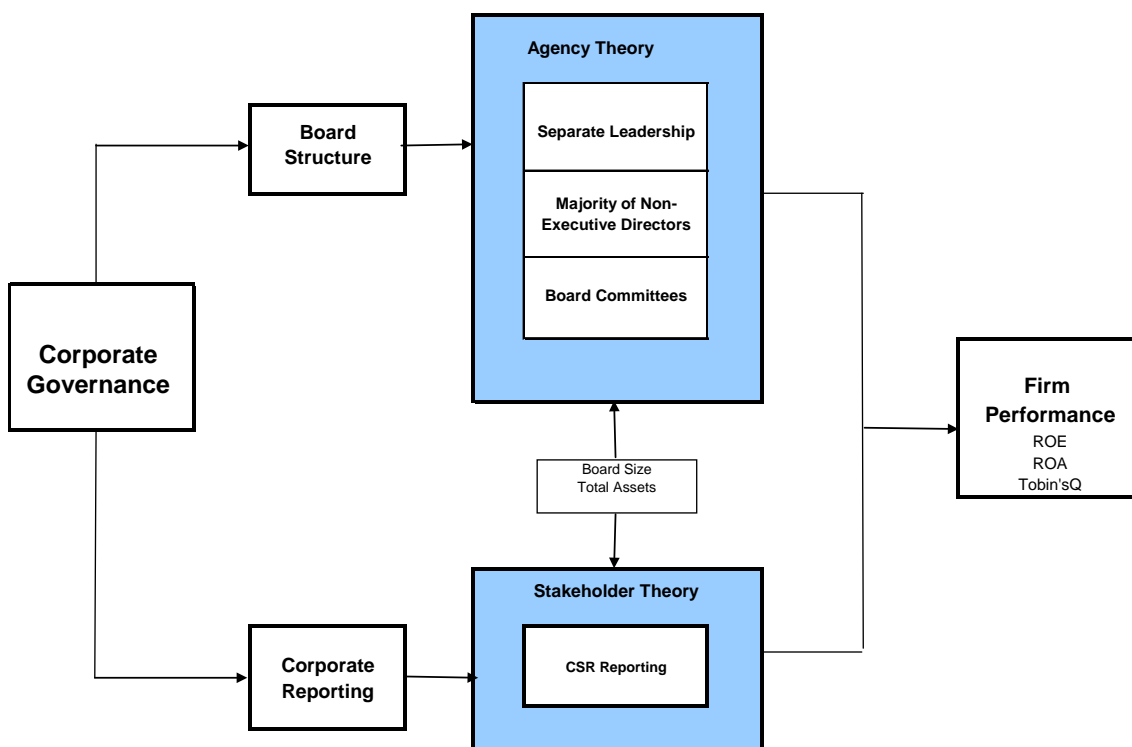 Agency Theory
Separate Leadership
Majority of Non-
Executive Directors
Board Committees
Board
Structure
Corporate
Governance
Firm
Performance
ROE
ROA
Tobin'sQ
Board Size
Total Assets
Stakeholder Theory
CSR Reporting
Corporate
Reporting